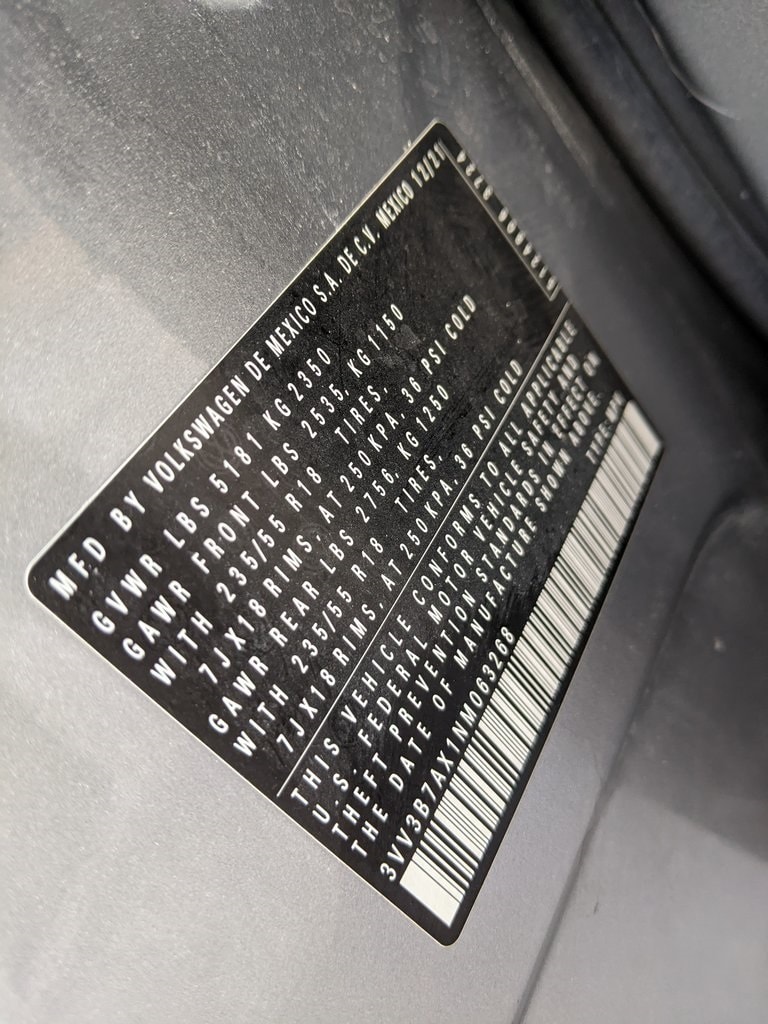 MFD BY VOLKSWAGEN DE MEXICO S.A. DE C.V. MEXICO 12/21
GVWR LBS 5181 KG 2350
GAWR FRONT LBS 2535, KG 1150
WITH 235/55 R18 TIRES,
7JX18 RIMS, AT 250KPA, 36 PSI COLD
GAWR REAR LBS 2756, KG 1250
WITH 235/55 R18 TIRES,
7JX18 RIMS, AT 250KPA, 36 PSI COLD
THIS VEHICLE CONFORMS TO ALL APPLICABLE
U.S. FEDERAL MOTOR VEHICLE SAFETY AND
THEFT PREVENTION STANDARDS IN EFFECT ON
THE DATE OF MANUFACTURE SHOWN ABOVE.
3VV3B7AX1NM063268